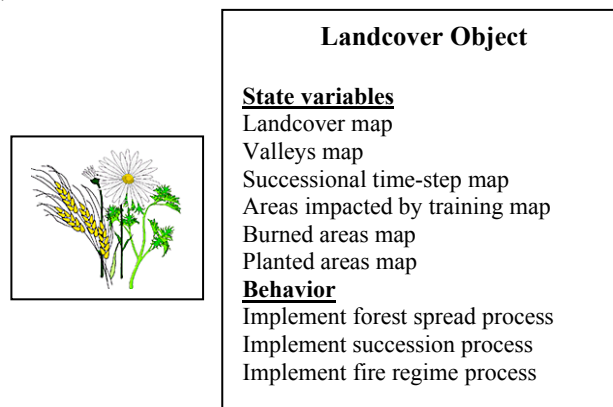 Landcover Object
State variables
Landcover map
Valleys map
Successional time-step map
Areas impacted by training map
Burned areas map
Planted areas map
Behavior
Implement forest spread process
Implement succession process
Implement fire regime process